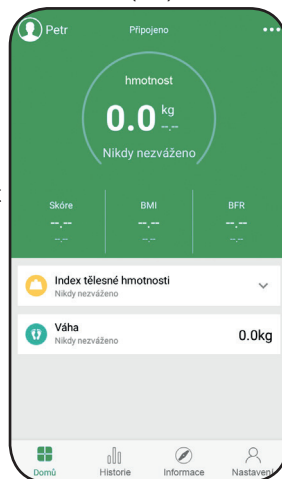 Petr Připojeno
hmotnost
0.0 kg
--.--
Nikdy nezváženo
Skóre BMI BFR
--.-- --.-- --.--
--.-- --.-- --.--
Index tělesné hmotnosti
Nikdy nezváženo
Váha
Nikdy nezváženo
0.0kg
Domů Historie Informace Nastavení